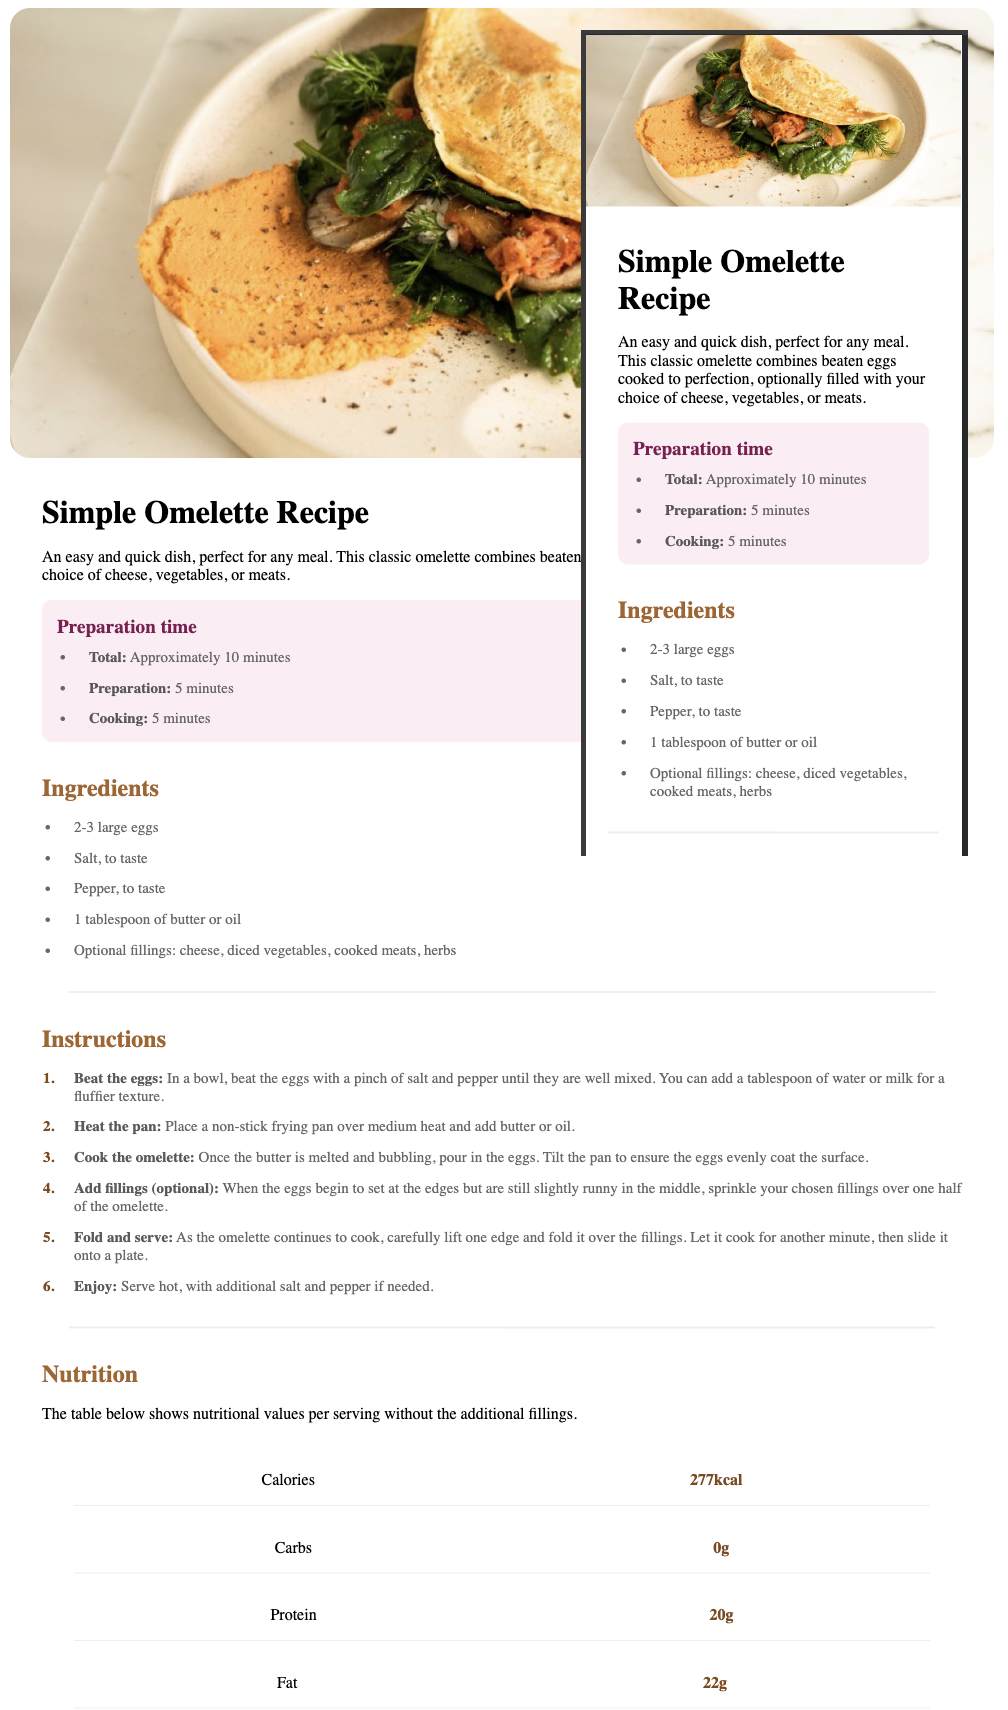 Simple Omelette Recipe
An easy and quick dish, perfect for any meal. This classic omelette combines beaten
choice of cheese, vegetables, or meats.
Preparation time
• Total: Approximately 10 minutes
• Preparation: 5 minutes
• Cooking: 5 minutes
Ingredients
• 2-3 large eggs
• Salt, to taste
• Pepper, to taste
• 1 tablespoon of butter or oil
• Optional fillings: cheese, diced vegetables, cooked meats, herbs
Simple Omelette
Recipe
An easy and quick dish, perfect for any meal.
This classic omelette combines beaten eggs
cooked to perfection, optionally filled with your
choice of cheese, vegetables, or meats.
Preparation time
• Total: Approximately 10 minutes
• Preparation: 5 minutes
• Cooking: 5 minutes
Ingredients
• 2-3 large eggs
• Salt, to taste
• Pepper, to taste
• 1 tablespoon of butter or oil
• Optional fillings: cheese, diced vegetables,
cooked meats, herbs
Instructions
1. Beat the eggs: In a bowl, beat the eggs with a pinch of salt and pepper until they are well mixed. You can add a tablespoon of water or milk for a
fluffier texture.
2. Heat the pan: Place a non-stick frying pan over medium heat and add butter or oil.
3. Cook the omelette: Once the butter is melted and bubbling, pour in the eggs. Tilt the pan to ensure the eggs evenly coat the surface.
4. Add fillings (optional): When the eggs begin to set at the edges but are still slightly runny in the middle, sprinkle your chosen fillings over one half
of the omelette.
5. Fold and serve: As the omelette continues to cook, carefully lift one edge and fold it over the fillings. Let it cook for another minute, then slide it
onto a plate.
6. Enjoy: Serve hot, with additional salt and pepper if needed.
Nutrition
The table below shows nutritional values per serving without the additional fillings.
Calories 277kcal
Carbs 0g
Protein 20g
Fat 22g